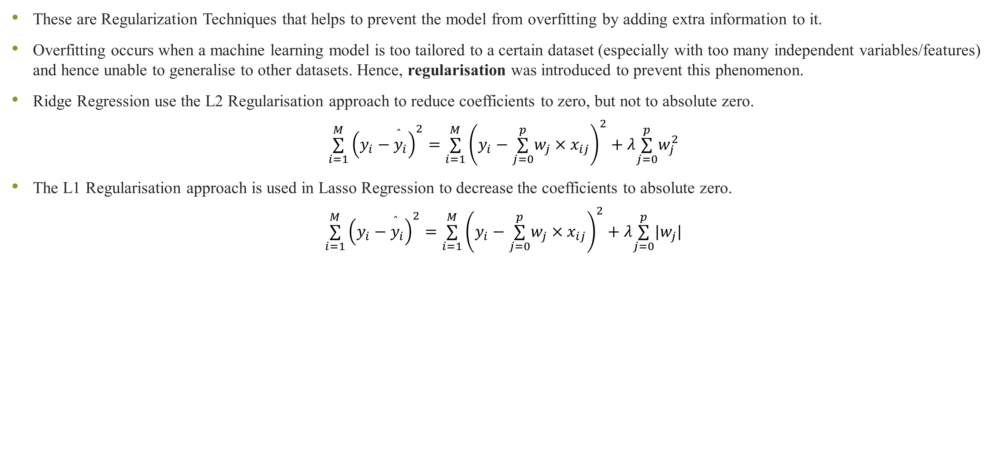 • These are Regularization Techniques that helps to prevent the model from overfitting by adding extra information to it.
• Overfitting occurs when a machine learning model is too tailored to a certain dataset (especially with too many independent variables/features)
and hence unable to generalise to other datasets. Hence, regularisation was introduced to prevent this phenomenon.
• Ridge Regression use the L2 Regularisation approach to reduce coefficients to zero, but not to absolute zero.
\sum_{i=1}^{M} \left(y_i - \hat{y_i}\right)^2 = \sum_{i=1}^{M} \left(y_i - \sum_{j=0}^{p} w_j \times x_{ij}\right)^2 + \lambda \sum_{j=0}^{p} w_j^2
• The L1 Regularisation approach is used in Lasso Regression to decrease the coefficients to absolute zero.
\sum_{i=1}^{M} \left(y_i - \hat{y_i}\right)^2 = \sum_{i=1}^{M} \left(y_i - \sum_{j=0}^{p} w_j \times x_{ij}\right)^2 + \lambda \sum_{j=0}^{p} |w_j|